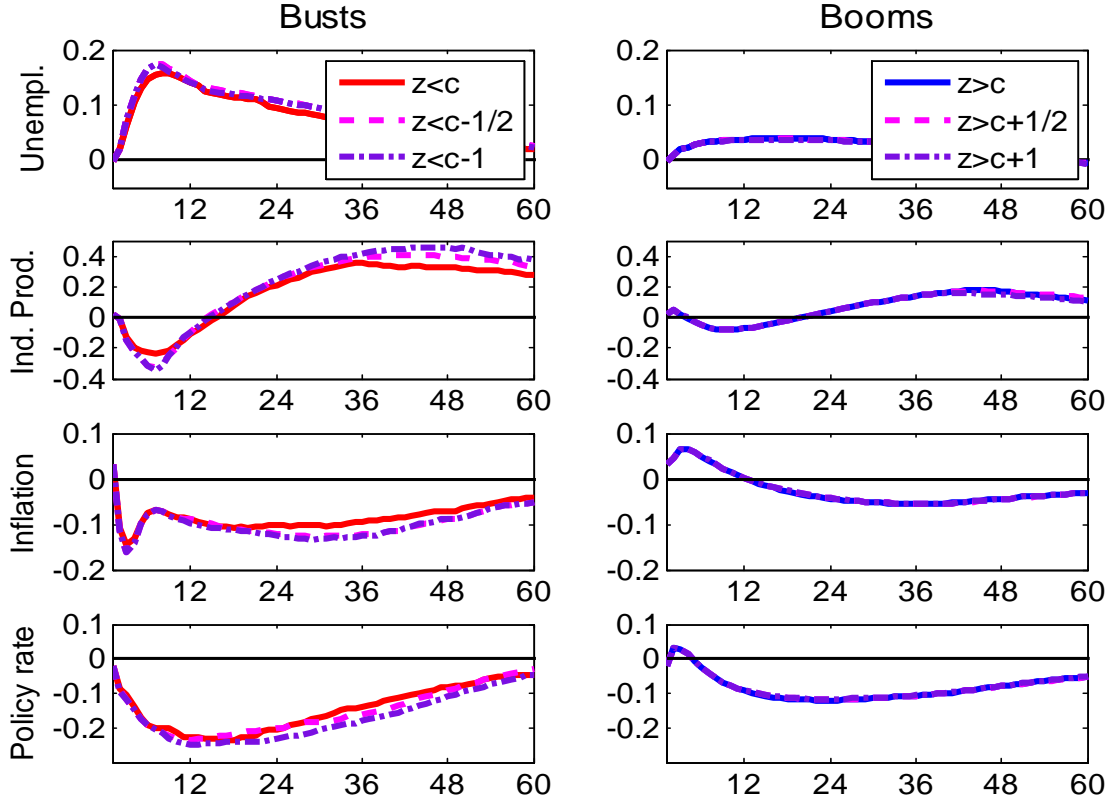 Busts
Unempl.
0.2
0.1
0
z<c
z<c-1/2
z<c-1
12 24 36 48 60
Ind. Prod.
0.4
0.2
0
-0.2
-0.4
12 24 36 48 60
Inflation
0.1
0
-0.1
-0.2
12 24 36 48 60
Policy rate
0.1
0
-0.1
-0.2
12 24 36 48 60
Booms
0.2
0.1
0
z>c
z>c+1/2
z>c+1
12 24 36 48 60
0.4
0.2
0
-0.2
-0.4
12 24 36 48 60
0.1
0
-0.1
-0.2
12 24 36 48 60
0.1
0
-0.1
-0.2
12 24 36 48 60